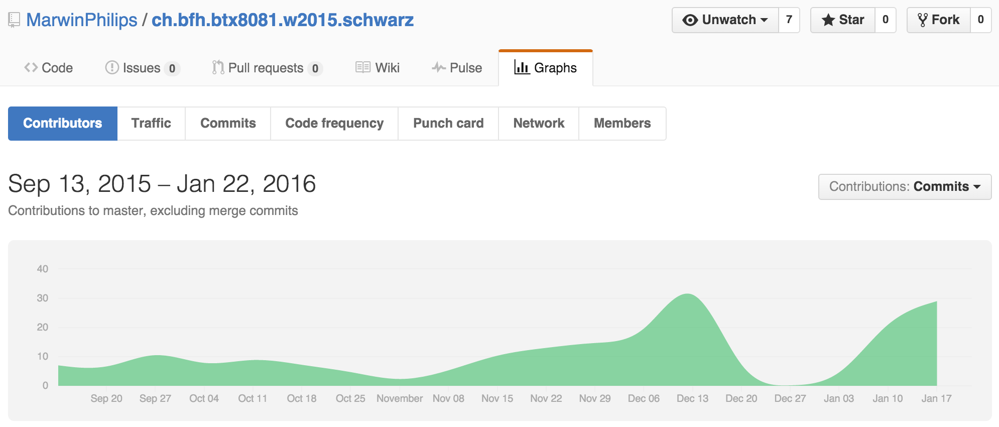 MarwinPhilips / ch.bfh.btx8081.w2015.schwarz Unwatch 7 Star 0 Fork 0
Code Issues 0 Pull requests 0 Wiki Pulse Graphs
Contributors Traffic Commits Code frequency Punch card Network Members
Sep 13, 2015 – Jan 22, 2016
Contributions: Commits
Contributions to master, excluding merge commits
40
30
20
10
0
Sep 20 Sep 27 Oct 04 Oct 11 Oct 18 Oct 25 November Nov 08 Nov 15 Nov 22 Nov 29 Dec 06 Dec 13 Dec 20 Dec 27 Jan 03 Jan 10 Jan 17